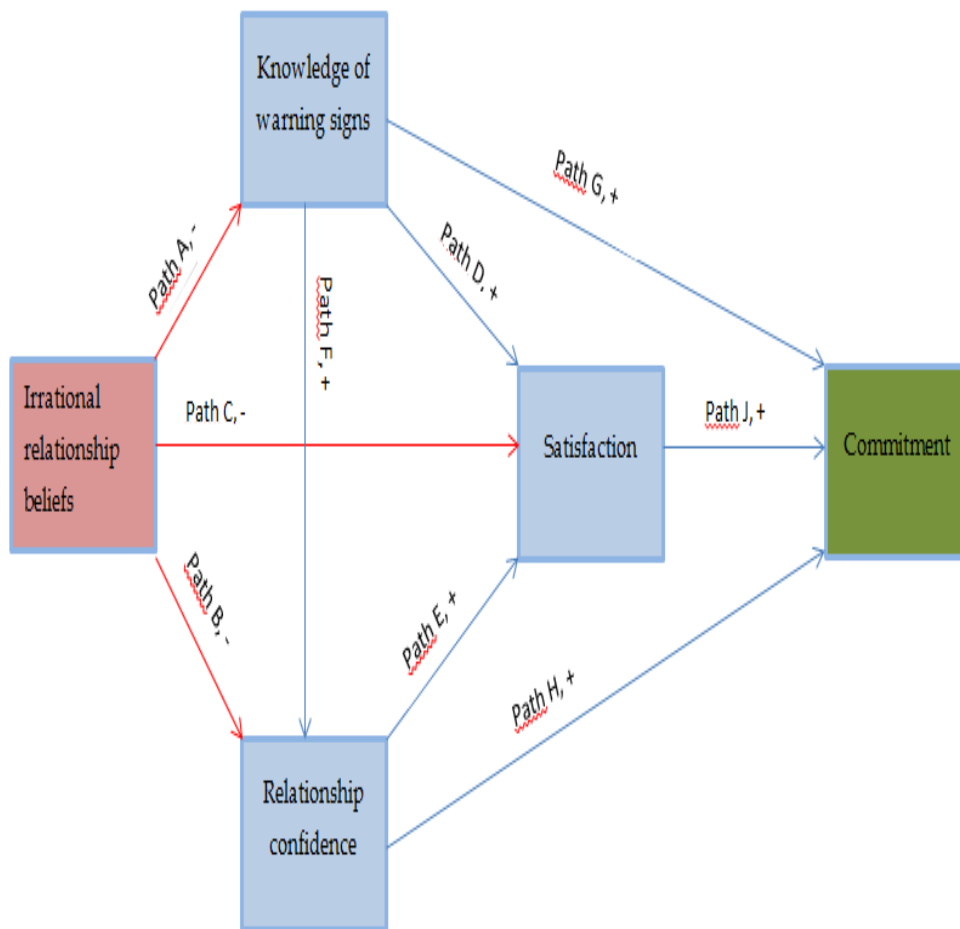 Knowledge of
warning signs
Path G, +
Path A, -
Path F, +
Path D, +
Irrational
relationship
beliefs
Path C, -
Satisfaction
Path J, +
Commitment
Path B, -
Path E, +
Path H, +
Relationship
confidence